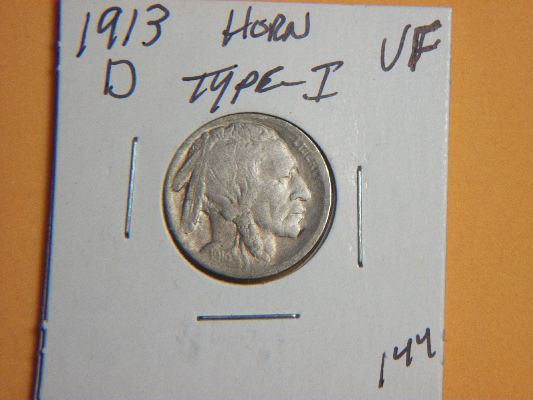 1913 HORN VF
D TYPE-I
LIBERTY
1913
144